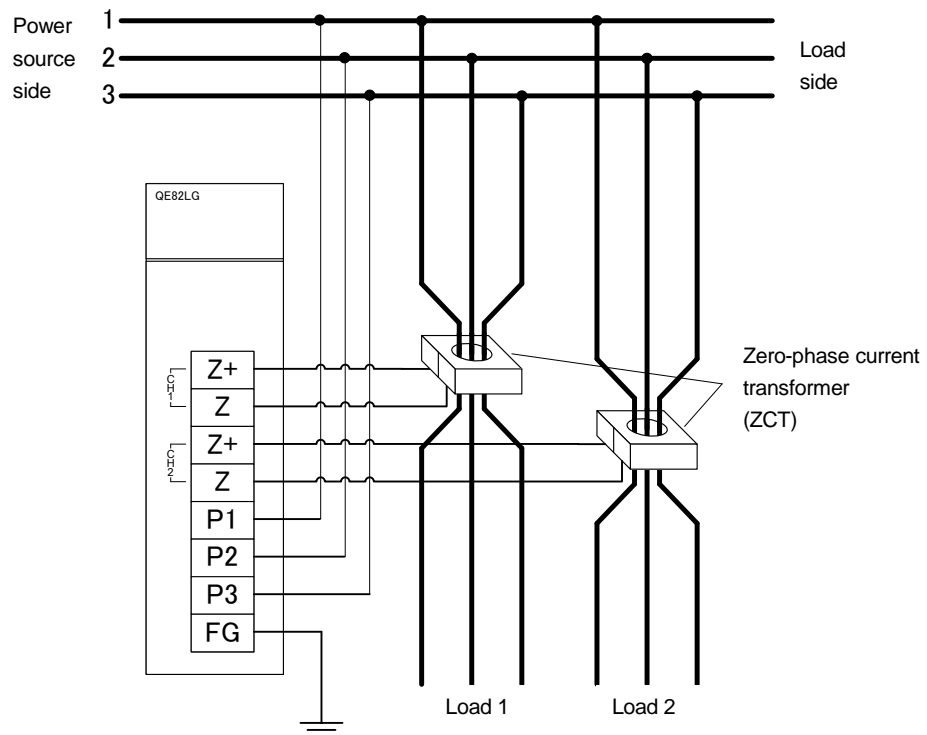 Power
source
side
1
2
3
Load
side
QE82LG
CH1
Z+
Z
CH2
Z+
Z
P1
P2
P3
FG
Zero-phase current
transformer
(ZCT)
Load 1
Load 2